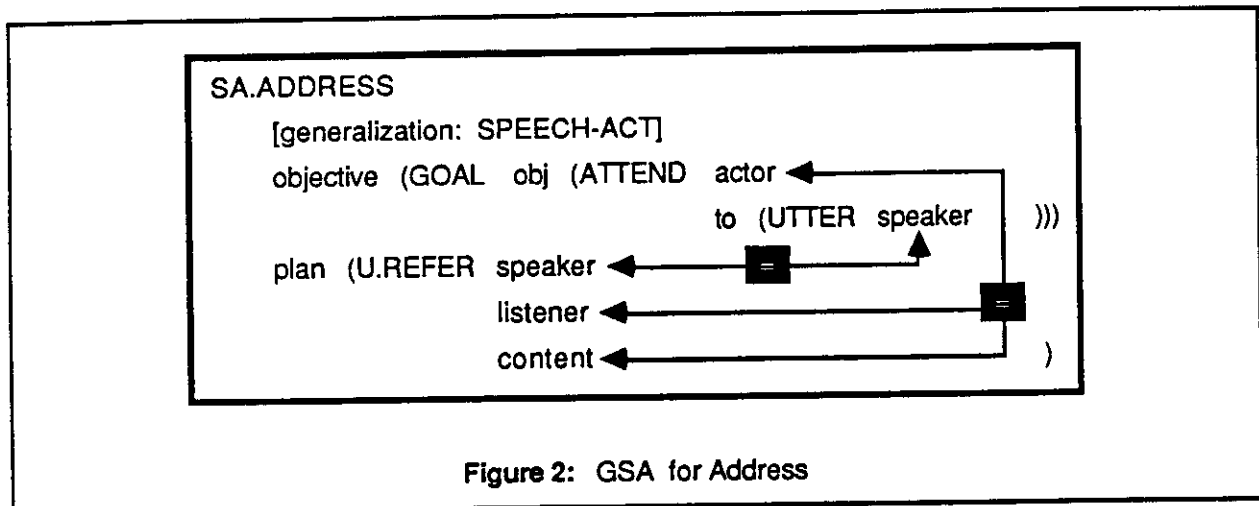 SA.ADDRESS
[generalization: SPEECH-ACT]
objective (GOAL obj (ATTEND actor
to (UTTER speaker )))
plan (U.REFER speaker =
listener =
content )
Figure 2: GSA for Address